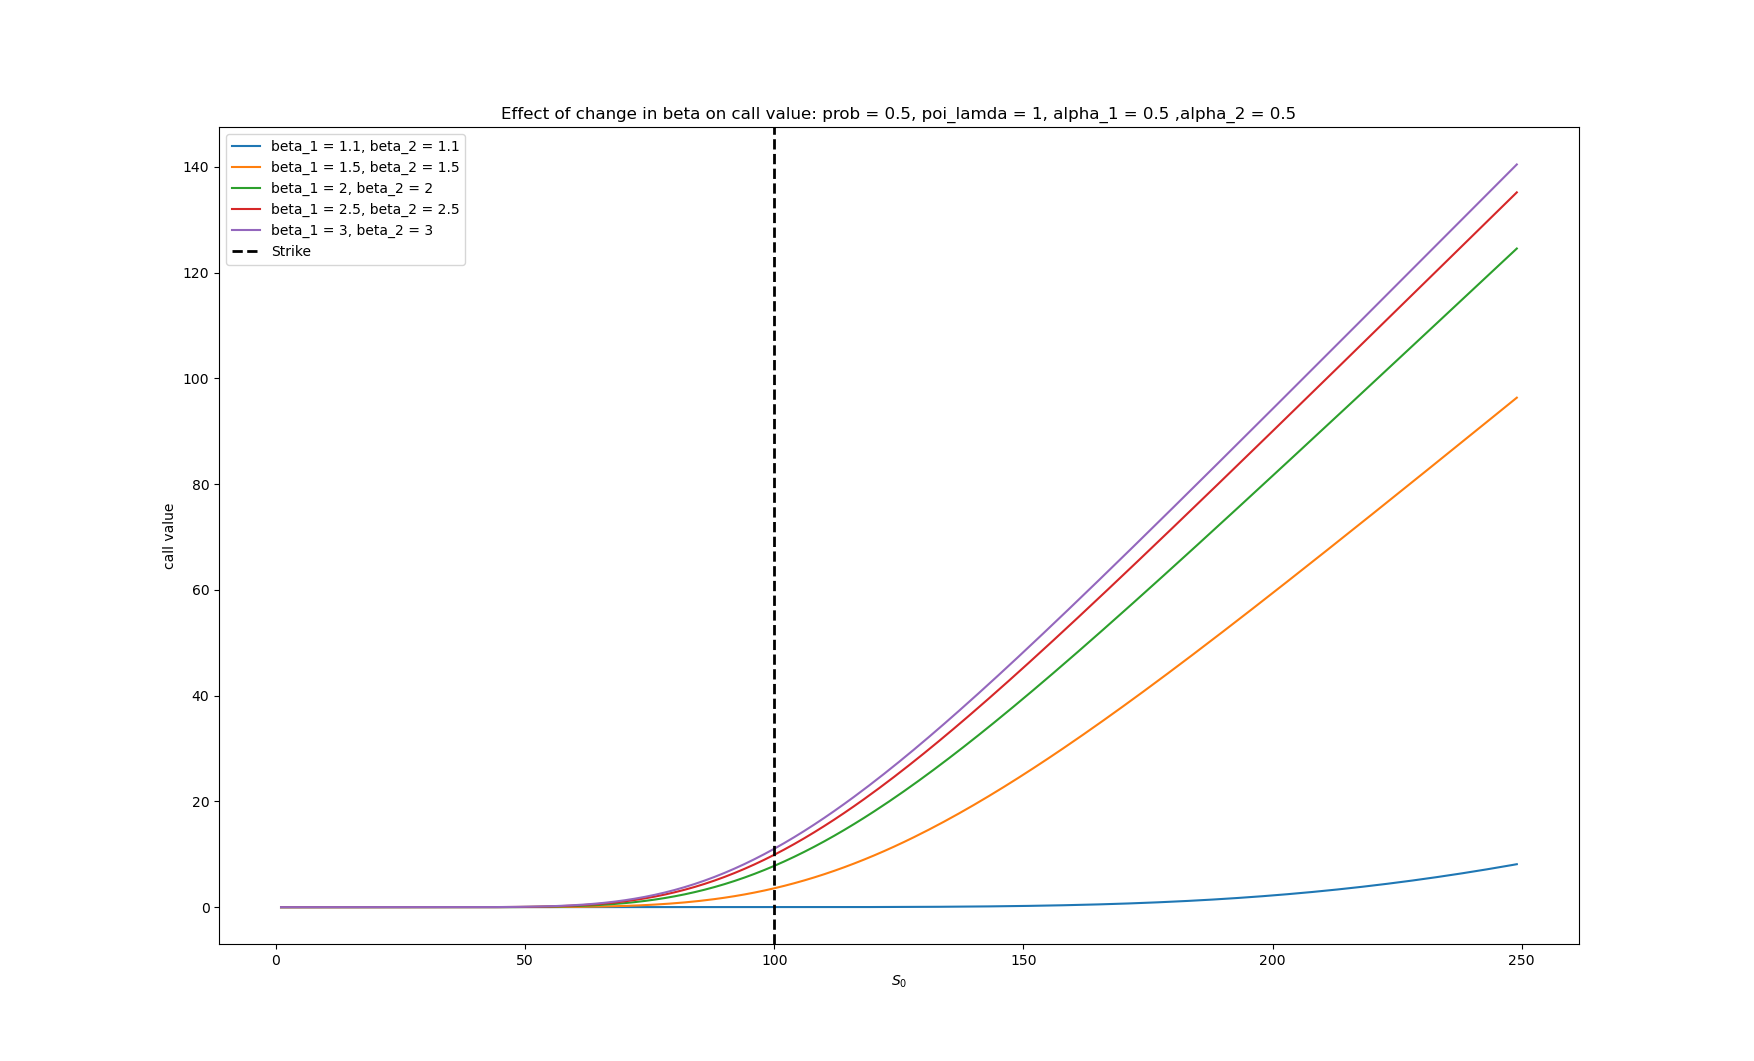 Effect of change in beta on call value: prob = 0.5, poi_lamda = 1, alpha_1 = 0.5 ,alpha_2 = 0.5
beta_1 = 1.1, beta_2 = 1.1
beta_1 = 1.5, beta_2 = 1.5
beta_1 = 2, beta_2 = 2
beta_1 = 2.5, beta_2 = 2.5
beta_1 = 3, beta_2 = 3
Strike
140
120
100
80
60
40
20
0
call value
0 50 100 150 200 250
S₀